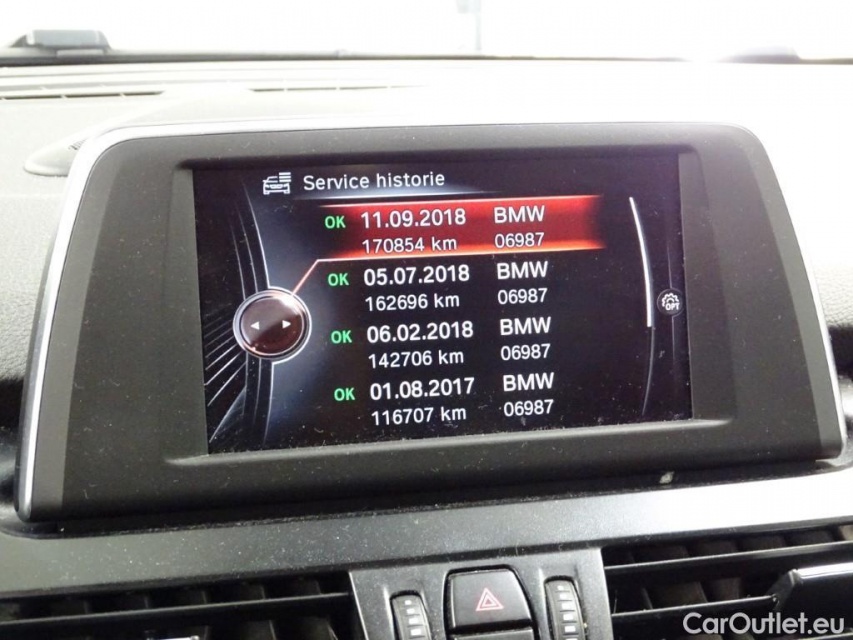 Service historie
OK 11.09.2018 BMW
170854 km 06987
OK 05.07.2018 BMW
162696 km 06987
OK 06.02.2018 BMW
142706 km 06987
OK 01.08.2017 BMW
116707 km 06987
OPT
CarOutlet.eu